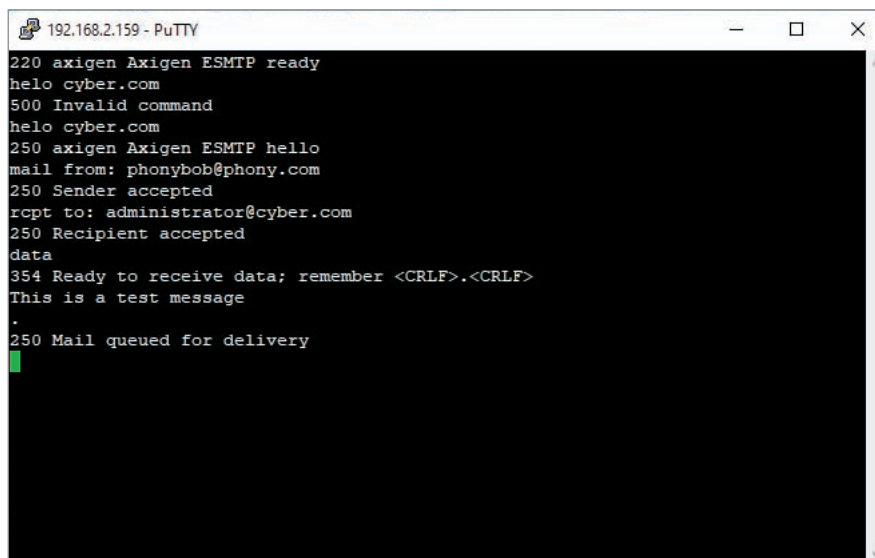 192.168.2.159 - PuTTY
220 axigen Axigen ESMTP ready
helo cyber.com
500 Invalid command
helo cyber.com
250 axigen Axigen ESMTP hello
mail from: phonybob@phony.com
250 Sender accepted
rcpt to: administrator@cyber.com
250 Recipient accepted
data
354 Ready to receive data; remember <CRLF>.<CRLF>
This is a test message
.
250 Mail queued for delivery